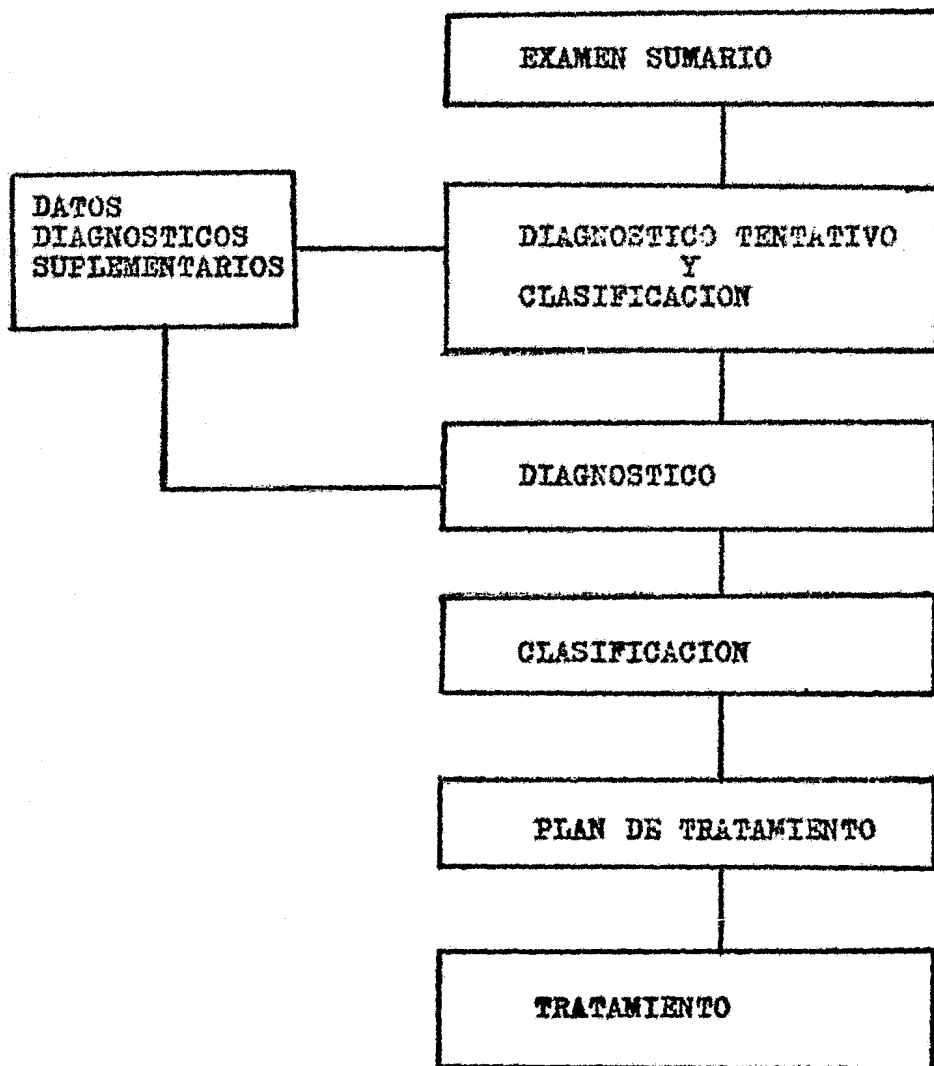 EXAMEN SUMARIO
DATOS
DIAGNOSTICOS
SUPLEMENTARIOS
DIAGNOSTICO TENTATIVO
Y
CLASIFICACION
DIAGNOSTICO
CLASIFICACION
PLAN DE TRATAMIENTO
TRATAMIENTO